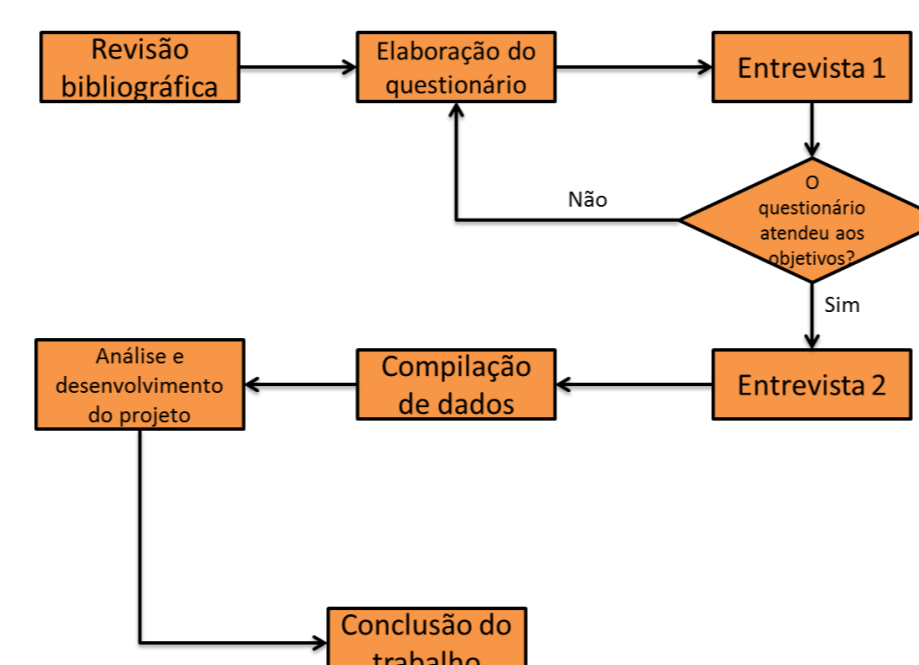 Revisão
bibliográfica
Elaboração do
questionário
Entrevista 1
O
questionário
atendeu aos
objetivos?
Não
Sim
Entrevista 2
Compilação
de dados
Análise e
desenvolvimento
do projeto
Conclusão do
trabalho